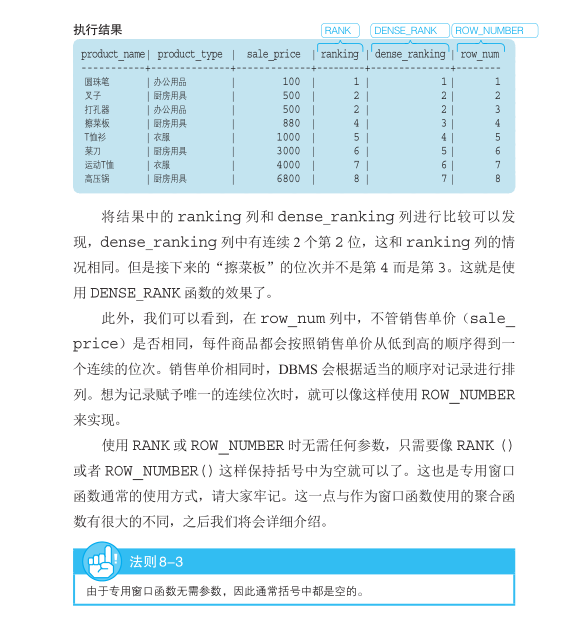 执行结果
RANK DENSE_RANK ROW_NUMBER
product_name| product_type | sale_price | ranking | dense_ranking | row_num
------------+--------------+------------+---------+---------------+--------
圆珠笔 | 办公用品 | 100 | 1 | 1 | 1
叉子 | 厨房用具 | 500 | 2 | 2 | 2
打孔器 | 办公用品 | 500 | 2 | 2 | 3
擦菜板 | 厨房用具 | 880 | 4 | 3 | 4
T恤衫 | 衣服 | 1000 | 5 | 4 | 5
菜刀 | 厨房用具 | 3000 | 6 | 5 | 6
运动T恤 | 衣服 | 4000 | 7 | 6 | 7
高压锅 | 厨房用具 | 6800 | 8 | 7 | 8
将结果中的 ranking 列和 dense_ranking 列进行比较可以发
现，dense_ranking 列中有连续 2 个第 2 位，这和 ranking 列的情
况相同。但是接下来的“擦菜板”的位次并不是第 4 而是第 3。这就是使
用 DENSE_RANK 函数的效果了。
此外，我们可以看到，在 row_num 列中，不管销售单价（sale_
price）是否相同，每件商品都会按照销售单价从低到高的顺序得到一
个连续的位次。销售单价相同时，DBMS 会根据适当的顺序对记录进行排
列。想为记录赋予唯一的连续位次时，就可以像这样使用 ROW_NUMBER
来实现。
使用 RANK 或 ROW_NUMBER 时无需任何参数，只需要像 RANK ()
或者 ROW_NUMBER() 这样保持括号中为空就可以了。这也是专用窗口
函数通常的使用方式，请大家牢记。这一点与作为窗口函数使用的聚合函
数有很大的不同，之后我们将会详细介绍。
法则 8-3
由于专用窗口函数无需参数，因此通常括号中都是空的。